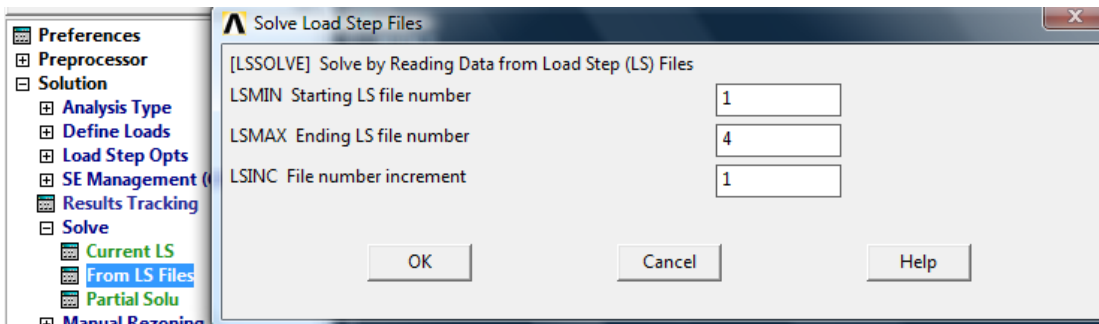 Preferences
Preprocessor
Solution
Analysis Type
Define Loads
Load Step Opts
SE Management (
Results Tracking
Solve
Current LS
From LS Files
Partial Solu
Manual Rezoning
Solve Load Step Files
[LSSOLVE] Solve by Reading Data from Load Step (LS) Files
LSMIN Starting LS file number 1
LSMAX Ending LS file number 4
LSINC File number increment 1
OK Cancel Help